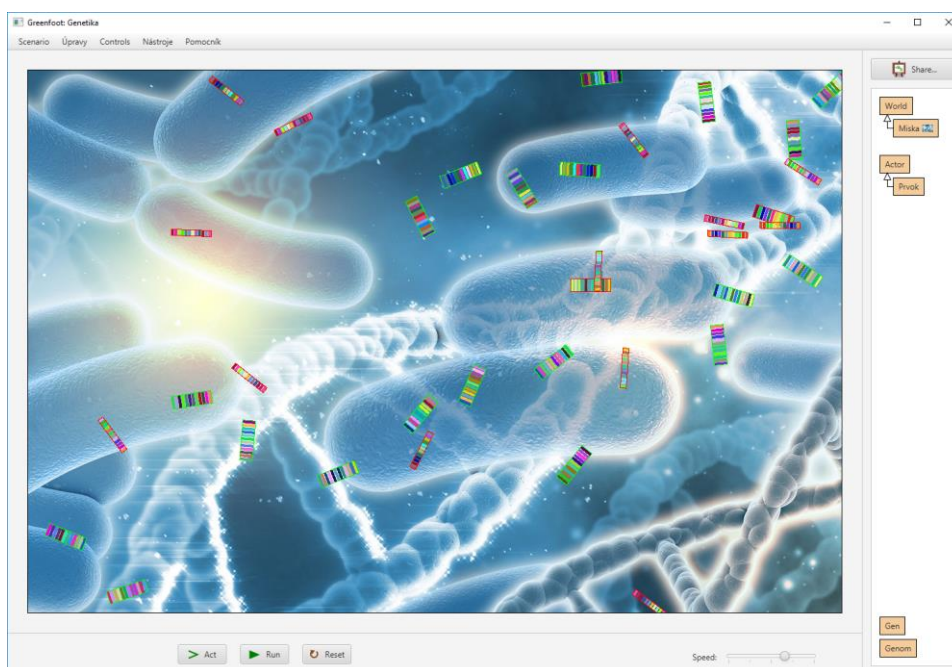 Greenfoot: Genetika
Scenario Úpravy Controls Nástroje Pomocník
Share...
World
Miska
Actor
Prvok
Gen
Genom
Act Run Reset Speed: